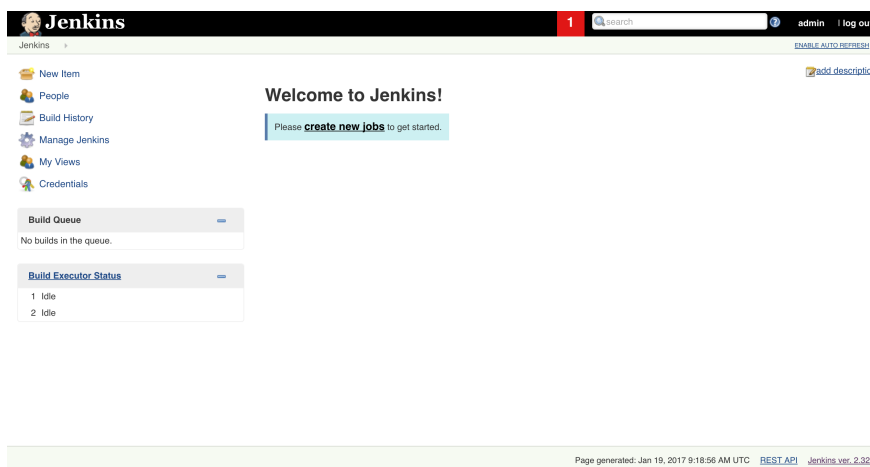 Jenkins
1
search
admin | log ou
Jenkins
ENABLE AUTO REFRESH
New Item
People
Build History
Manage Jenkins
My Views
Credentials
add descriptio
Welcome to Jenkins!
Please create new jobs to get started.
Build Queue
No builds in the queue.
Build Executor Status
1 Idle
2 Idle
Page generated: Jan 19, 2017 9:18:56 AM UTC REST API Jenkins ver. 2.32